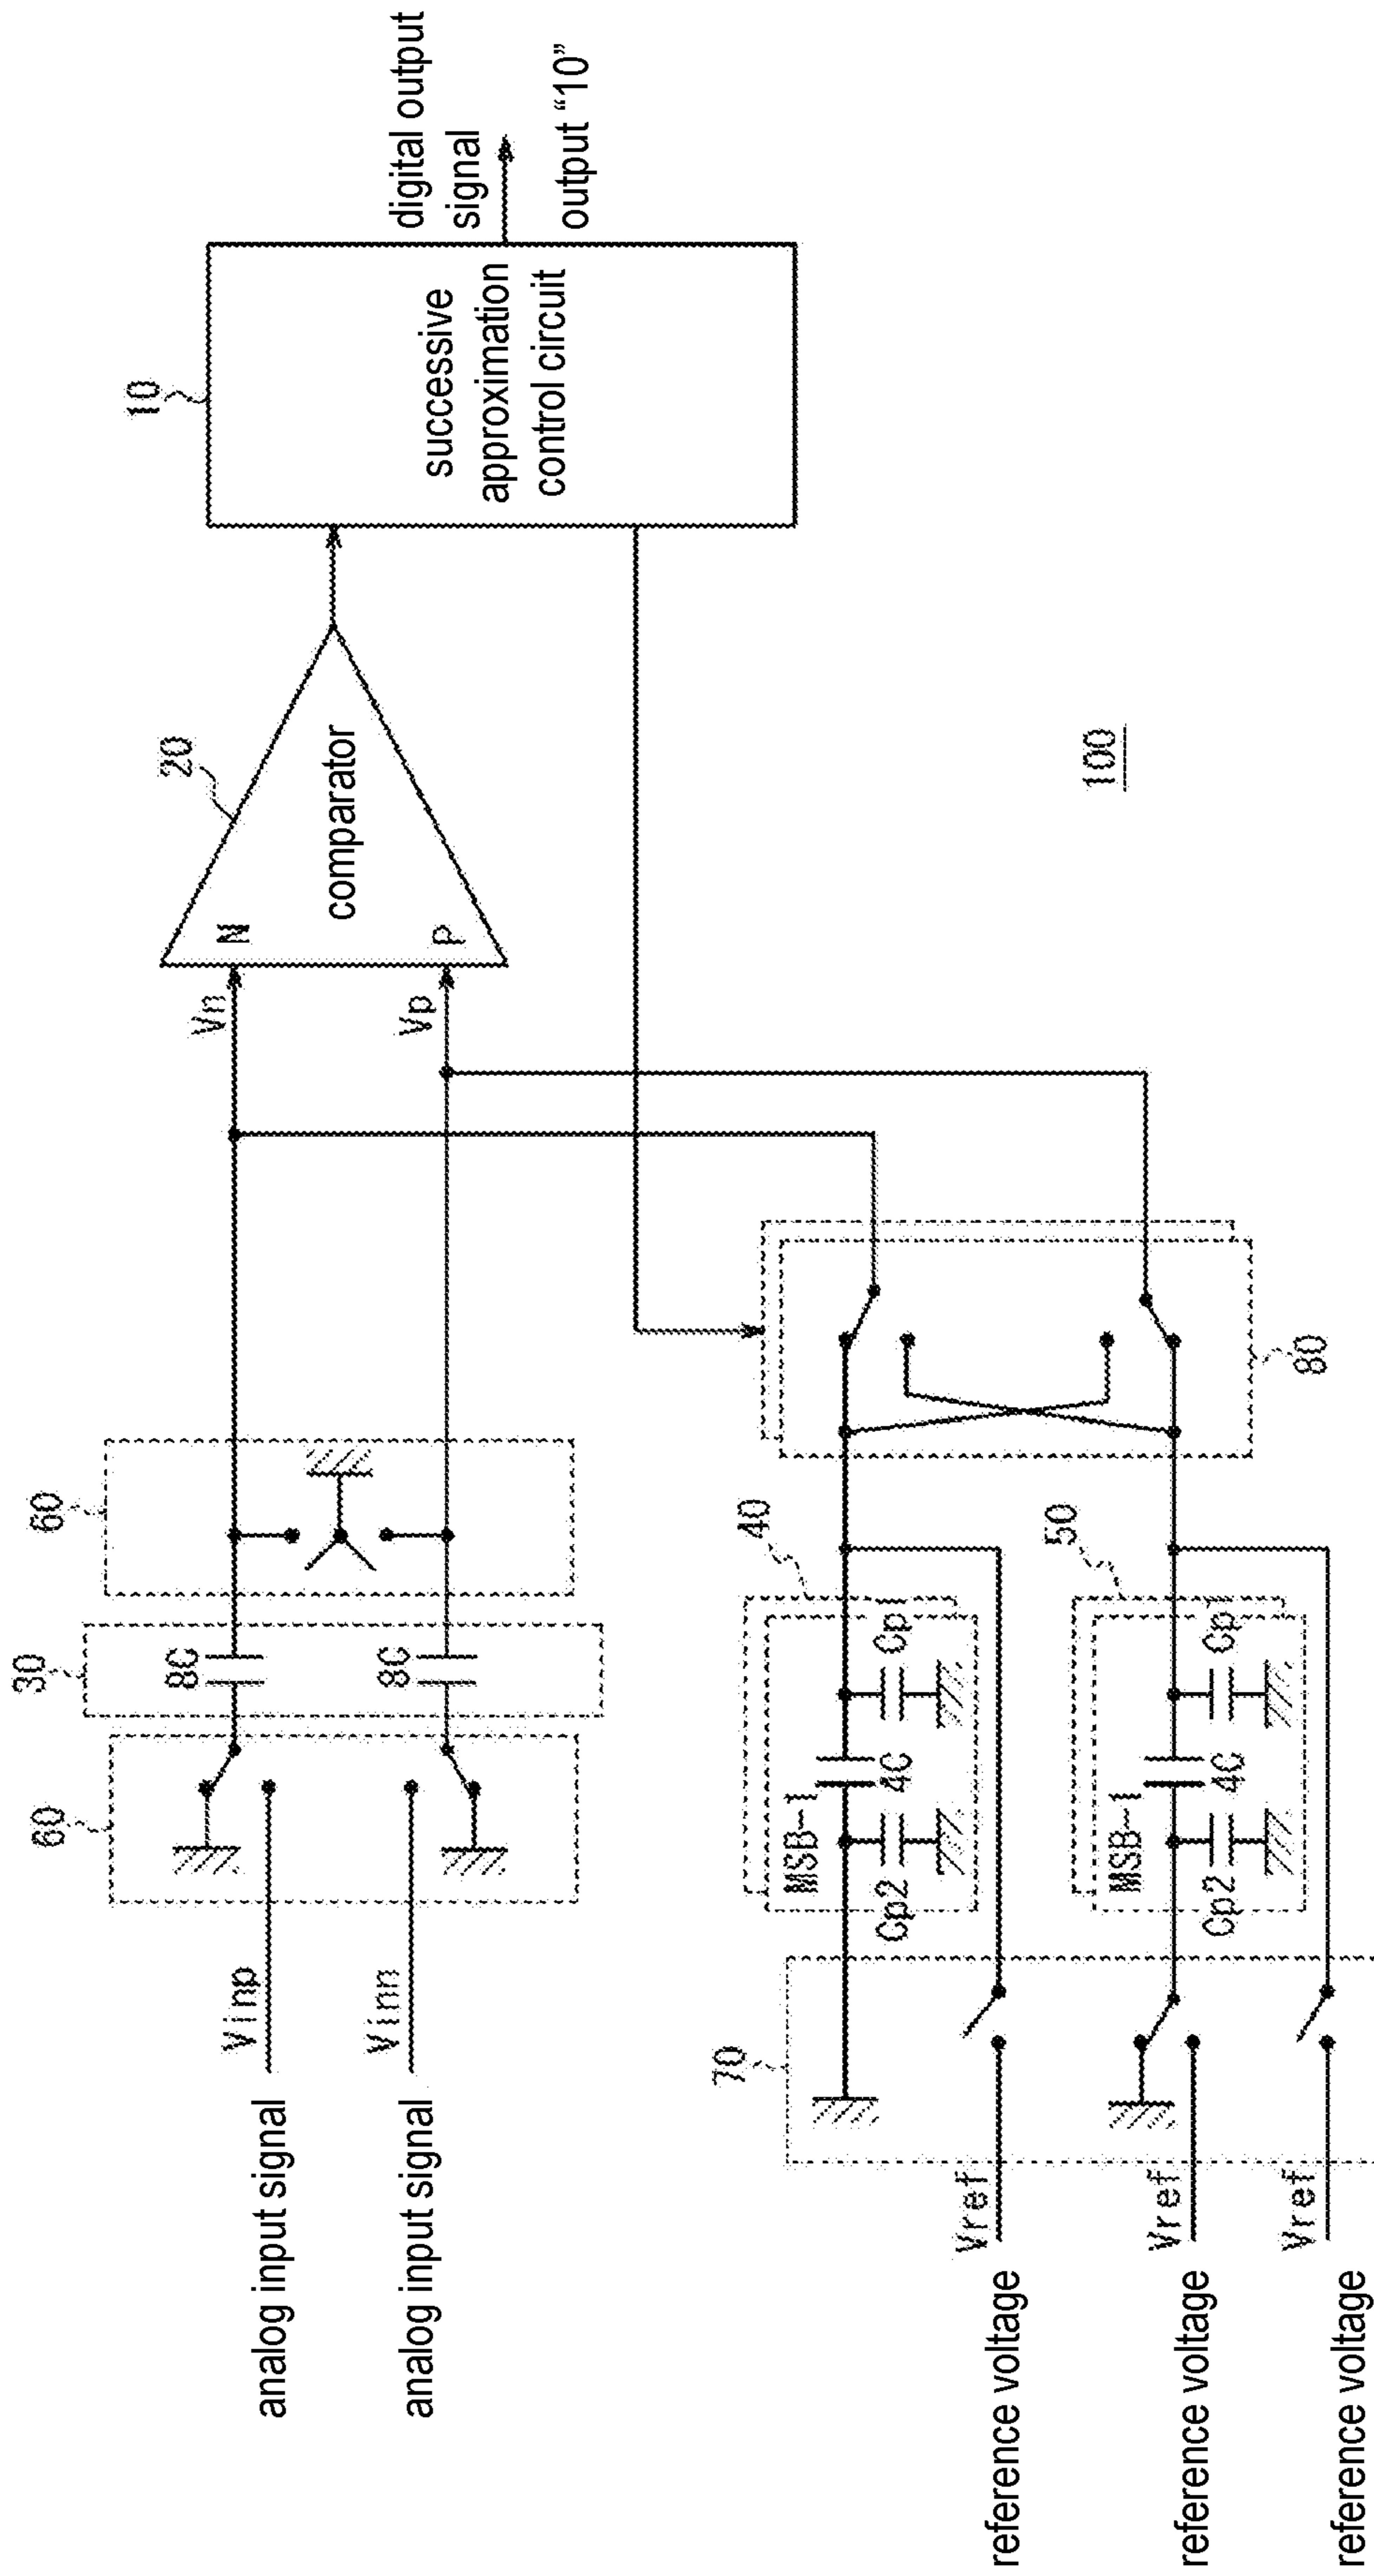 analog input signal
Vinp
analog input signal
Vinn
60
30
8C
8C
60
Vn
Vp
N
P
comparator
20
10
successive
approximation
control circuit
digital output
signal
output “10”
reference voltage
Vref
reference voltage
Vref
reference voltage
Vref
70
40
MSB-1
Cp2
4C
Cp
50
MSB-1
Cp2
4C
Cp
80
100